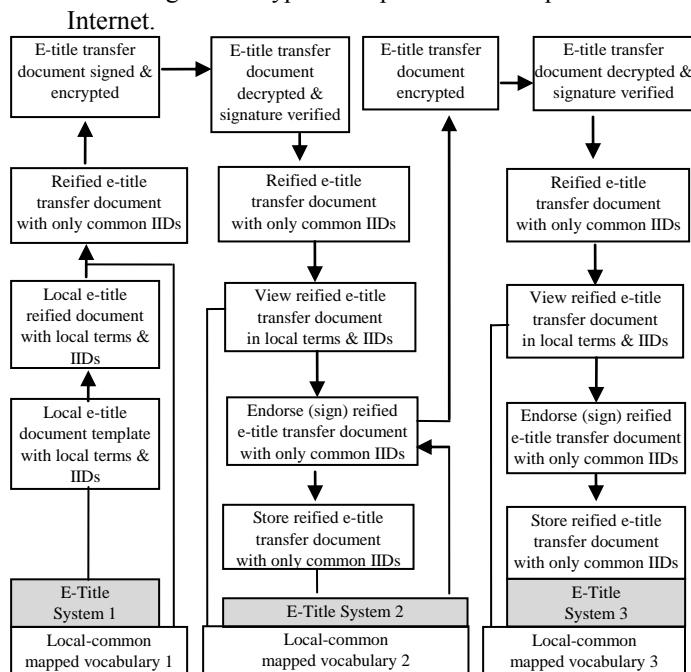 Internet.
E-title transfer
document signed &
encrypted
Reified e-title
transfer document
with only common IIDs
Local e-title
reified document
with local terms &
IIDs
Local e-title
document template
with local terms &
IIDs
E-Title
System 1
Local-common
mapped vocabulary 1
E-title transfer
document
decrypted &
signature verified
Reified e-title
transfer document
with only common IIDs
View reified e-title
transfer document
in local terms & IIDs
Endorse (sign) reified
e-title transfer document
with only common IIDs
Store reified e-title
transfer document
with only common IIDs
E-Title System 2
Local-common
mapped vocabulary 2
E-title transfer
document
encrypted
E-title transfer
document decrypted &
signature verified
Reified e-title
transfer document
with only common IIDs
View reified e-title
transfer document
in local terms & IIDs
Endorse (sign) reified
e-title transfer document
with only common IIDs
Store reified e-title
transfer document
with only common IIDs
E-Title
System 3
Local-common
mapped vocabulary 3